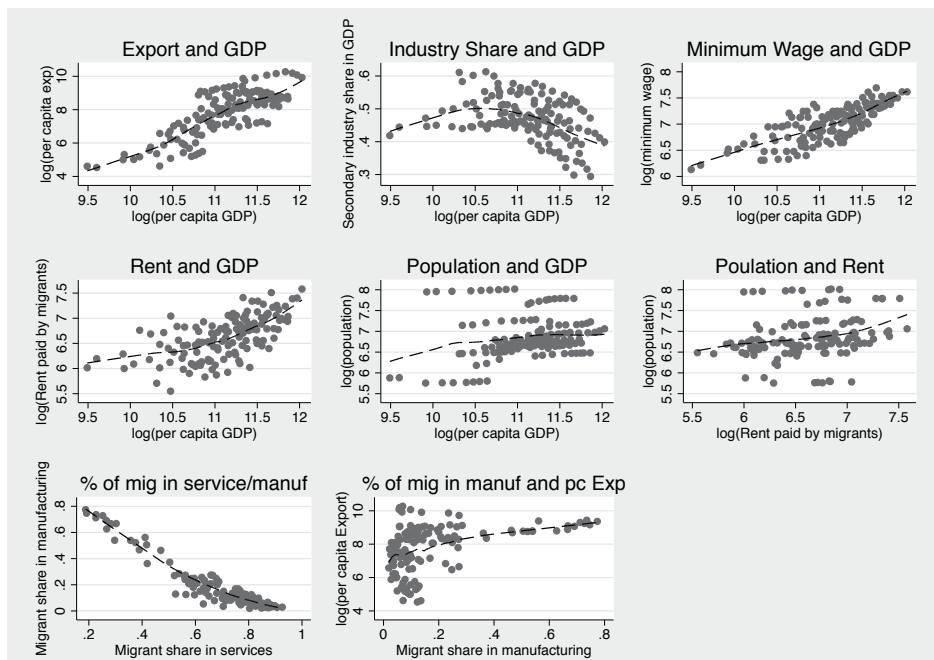 Export and GDP
log(per capita exp)
4 6 8 10
9.5 10 10.5 11 11.5 12
log(per capita GDP)
Industry Share and GDP
Secondary industry share in GDP
.3 .4 .5 .6
9.5 10 10.5 11 11.5 12
log(per capita GDP)
Minimum Wage and GDP
log(minimum wage)
6 6.5 7 7.5 8
9.5 10 10.5 11 11.5 12
log(per capita GDP)
Rent and GDP
log(Rent paid by migrants)
5.5 6 6.5 7 7.5
9.5 10 10.5 11 11.5 12
log(per capita GDP)
Population and GDP
log(population)
5.5 6 6.5 7 7.5 8
9.5 10 10.5 11 11.5 12
log(per capita GDP)
Poulation and Rent
log(population)
5.5 6 6.5 7 7.5 8
5.5 6 6.5 7 7.5
log(Rent paid by migrants)
% of mig in service/manuf
Migrant share in manufacturing
0 .2 .4 .6 .8
.2 .4 .6 .8 1
Migrant share in services
% of mig in manuf and pc Exp
log(per capita Export)
4 6 8 10
0 .2 .4 .6 .8
Migrant share in manufacturing